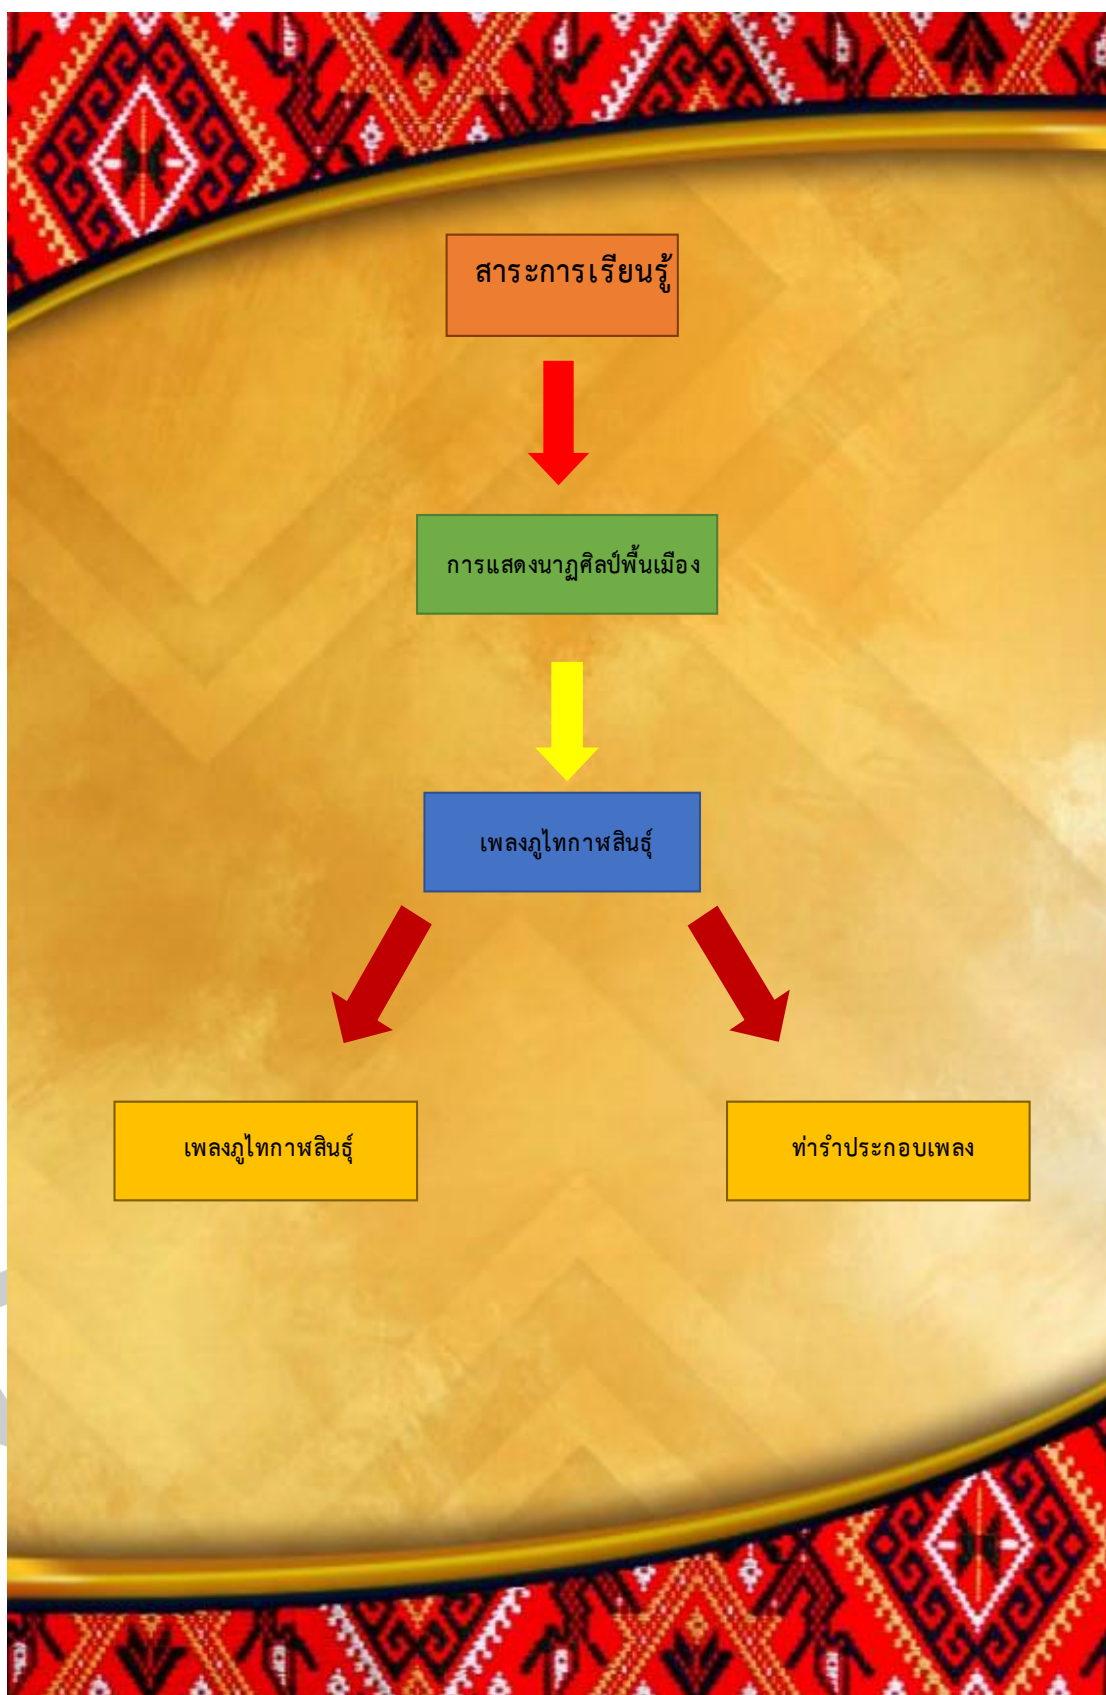 สาระการเรียนรู้
การแสดงนาฏศิลป์พื้นเมือง
เพลงภูไทกาฬสินธุ์
เพลงภูไทกาฬสินธุ์
ท่ารำประกอบเพลง